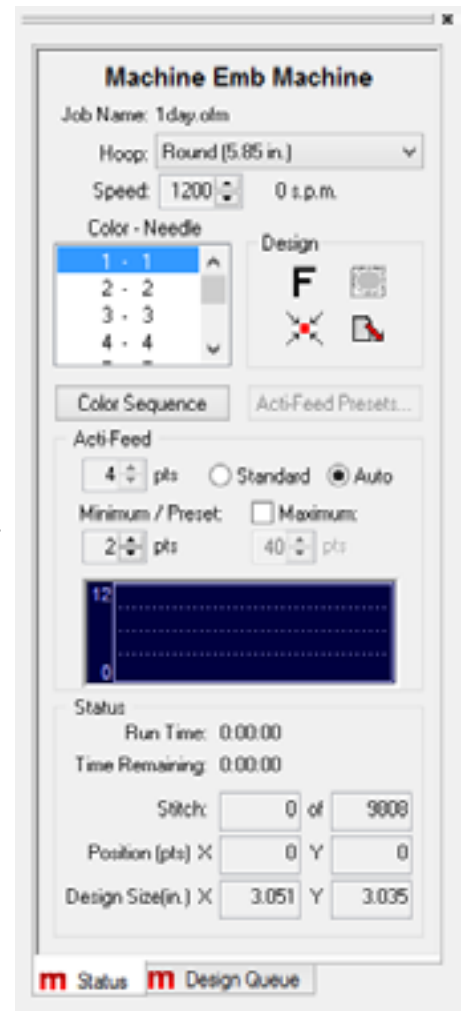 Machine Emb Machine
Job Name: 1day.ofm
Hoop: Round (5.85 in.)
Speed: 1200 0 s.p.m.
Color - Needle
1 - 1
2 - 2
3 - 3
4 - 4
Design
F
Color Sequence Acti-Feed Presets...
Acti-Feed
4 pts Standard Auto
Minimum / Preset: Maximum:
2 pts 40 pts
12
0
Status
Run Time: 0:00:00
Time Remaining: 0:00:00
Stitch: 0 of 9808
Position (pts) X 0 Y 0
Design Size(in.) X 3.051 Y 3.035
m Status m Design Queue